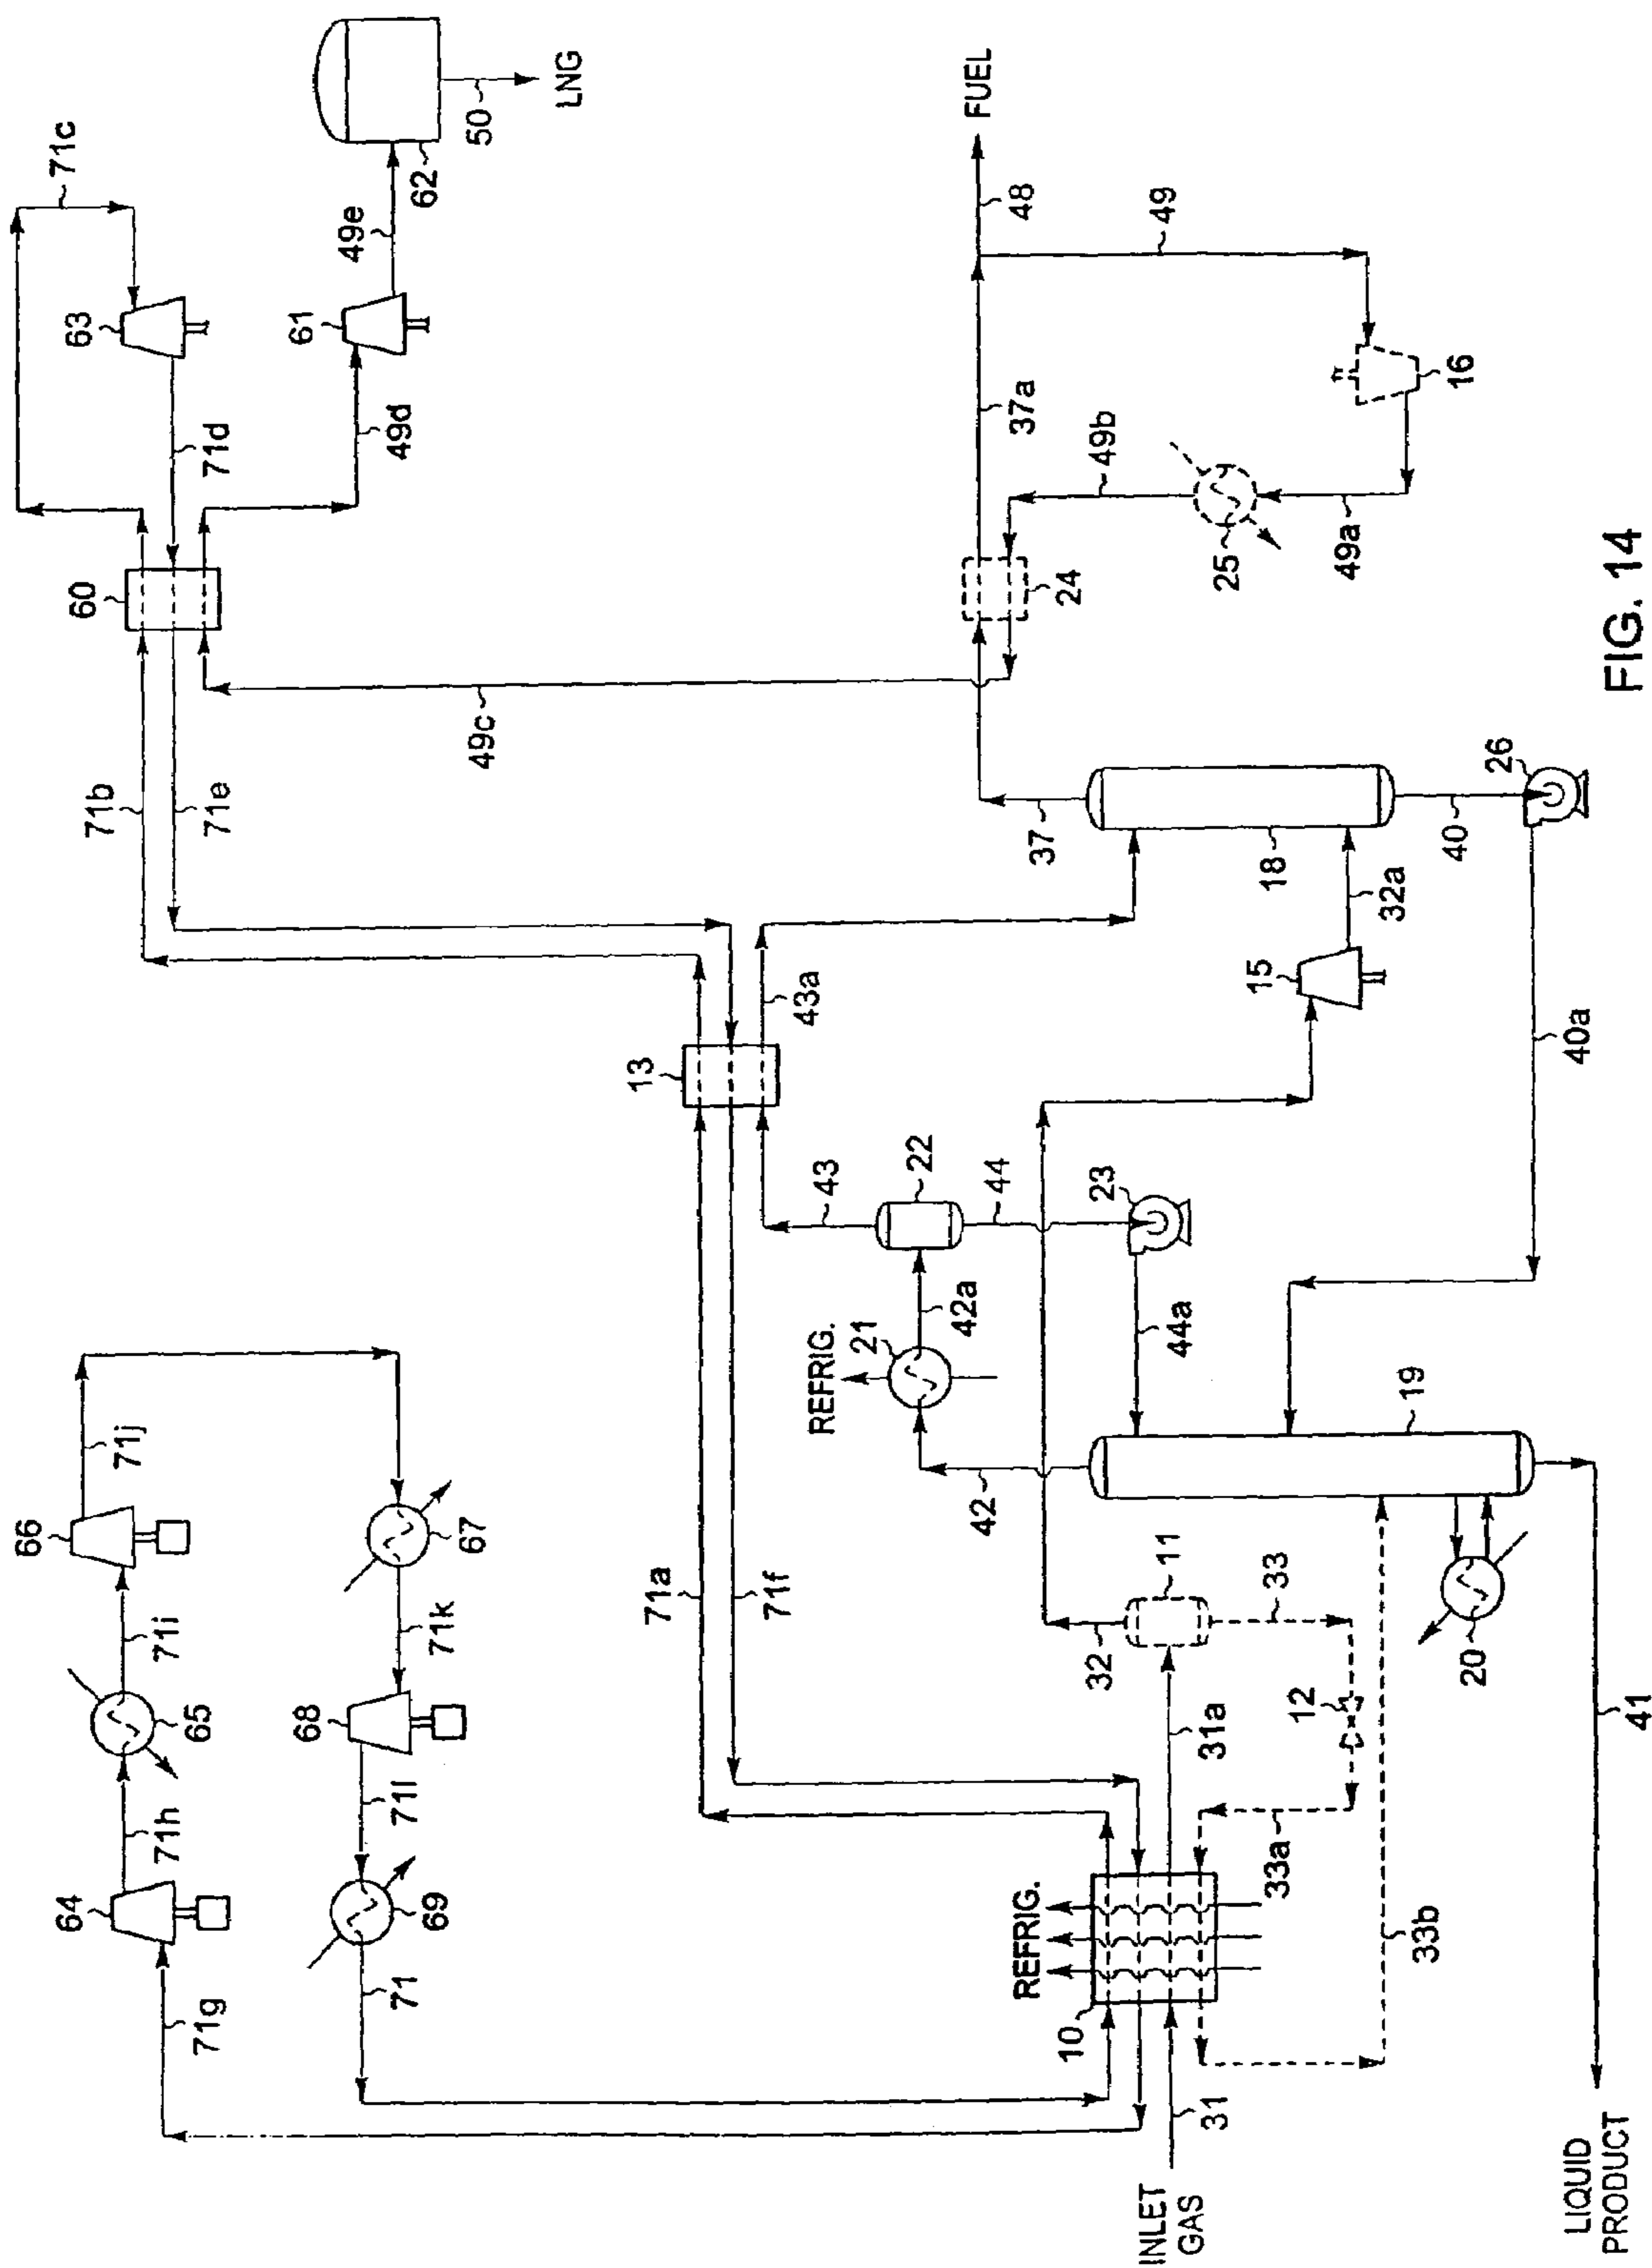 71c
63
71d
60
71b
71e
49d
61
49e
62
50
LNG
49c
66
71j
71i
65
71h
64
71g
67
71k
68
71l
69
71
71a
71f
13
43a
43
22
44
23
44a
REFRIG.
21
42a
42
19
37
18
15
32a
40
26
40a
24
37a
48
FUEL
49
49b
25
49a
16
REFRIG.
10
31
INLET
GAS
31a
32
11
33
12
33a
33b
20
41
LIQUID
PRODUCT
FIG. 14